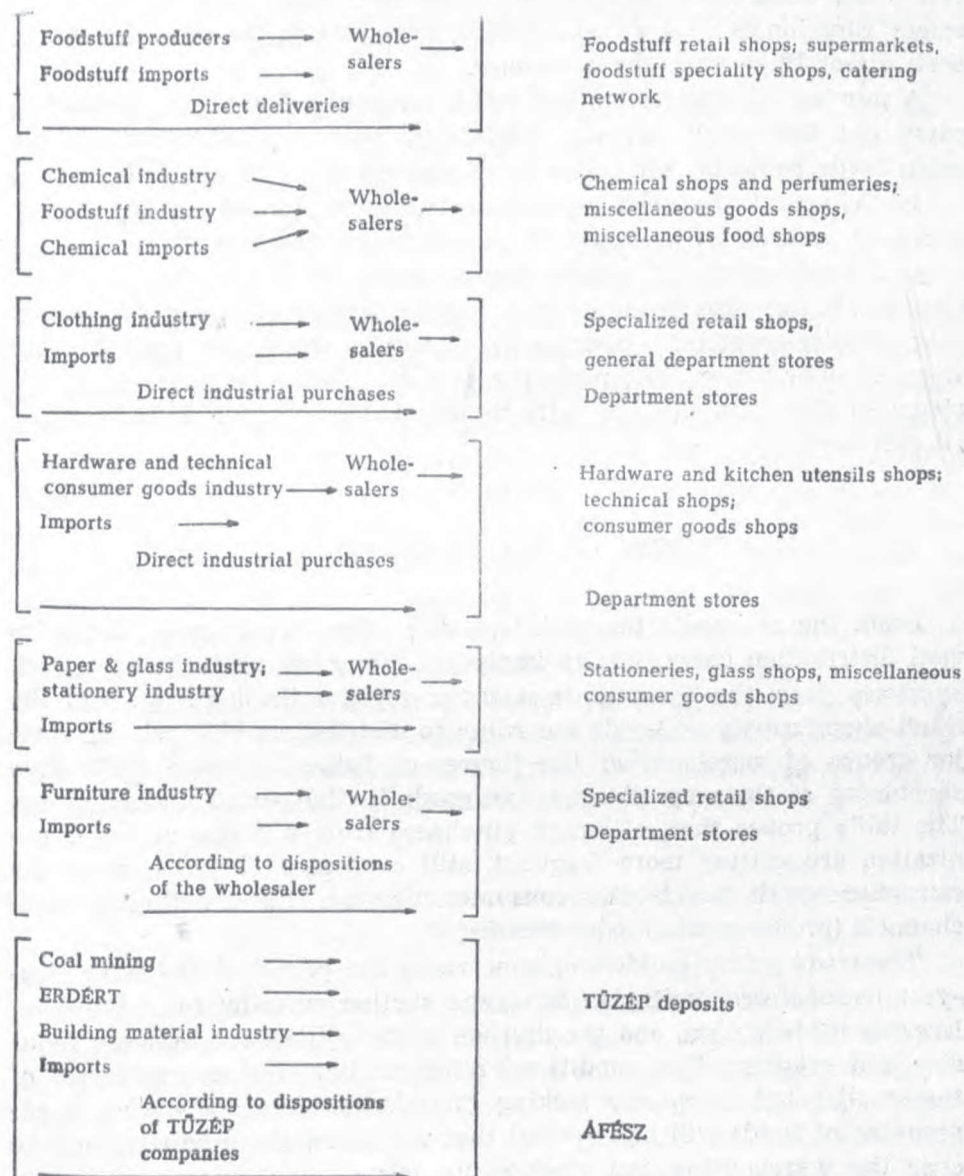 Foodstuff producers Whole-
salers
Foodstuff imports
Direct deliveries
Foodstuff retail shops; supermarkets,
foodstuff speciality shops, catering
network
Chemical industry
Foodstuff industry
Chemical imports
Whole-
salers
Chemical shops and perfumeries;
miscellaneous goods shops,
miscellaneous food shops
Clothing industry
Imports
Whole-
salers
Direct industrial purchases
Specialized retail shops,
general department stores
Department stores
Hardware and technical
consumer goods industry
Imports
Whole-
salers
Direct industrial purchases
Hardware and kitchen utensils shops;
technical shops;
consumer goods shops
Department stores
Paper & glass industry;
stationery industry
Imports
Whole-
salers
Stationeries, glass shops, miscellaneous
consumer goods shops
Furniture industry
Imports
Whole-
salers
According to dispositions
of the wholesaler
Specialized retail shops
Department stores
Coal mining
ERDÉRT
Building material industry
Imports
According to dispositions
of TÜZÉP
companies
TÜZÉP deposits
ÁFÉSZ